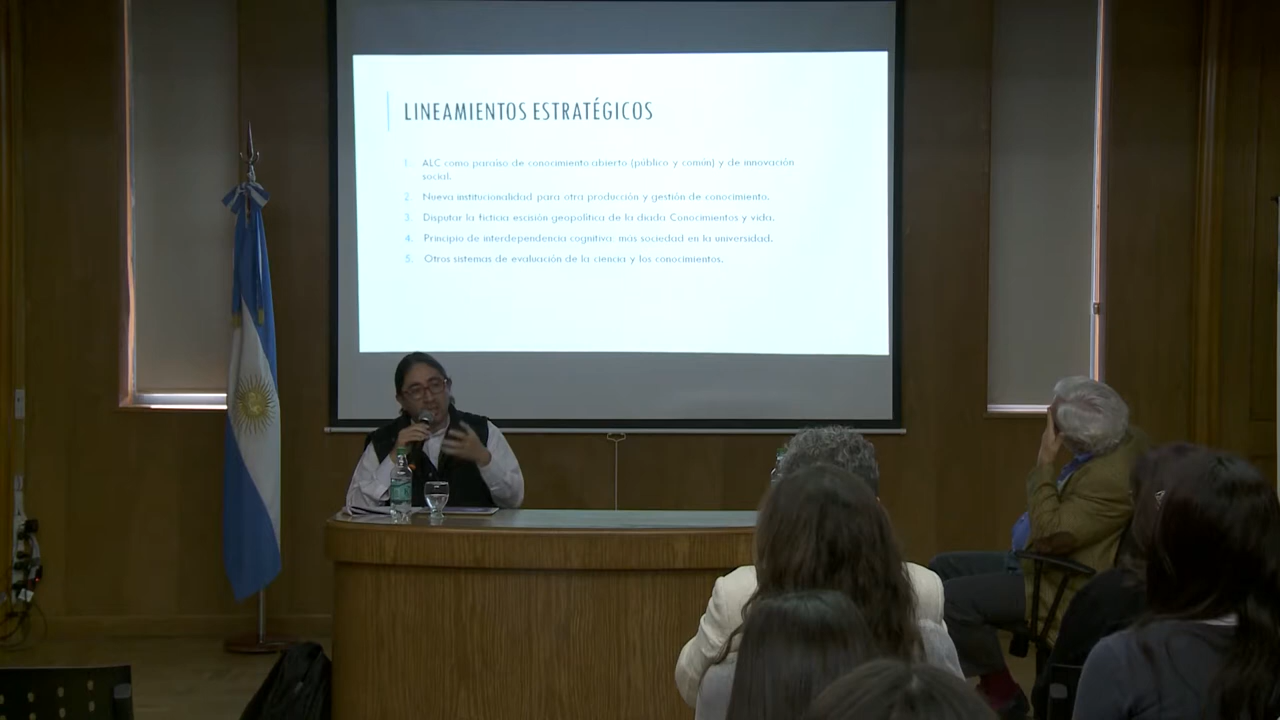 LINEAMIENTOS ESTRATÉGICOS
1. ALC como paraíso de conocimiento abierto (público y común) y de innovación
social.
2. Nueva institucionalidad para otra producción y gestión de conocimiento.
3. Disputar la ficticia escisión geopolítica de la díada Conocimientos y vida.
4. Principio de interdependencia cognitiva: más sociedad en la universidad.
5. Otros sistemas de evaluación de la ciencia y los conocimientos.